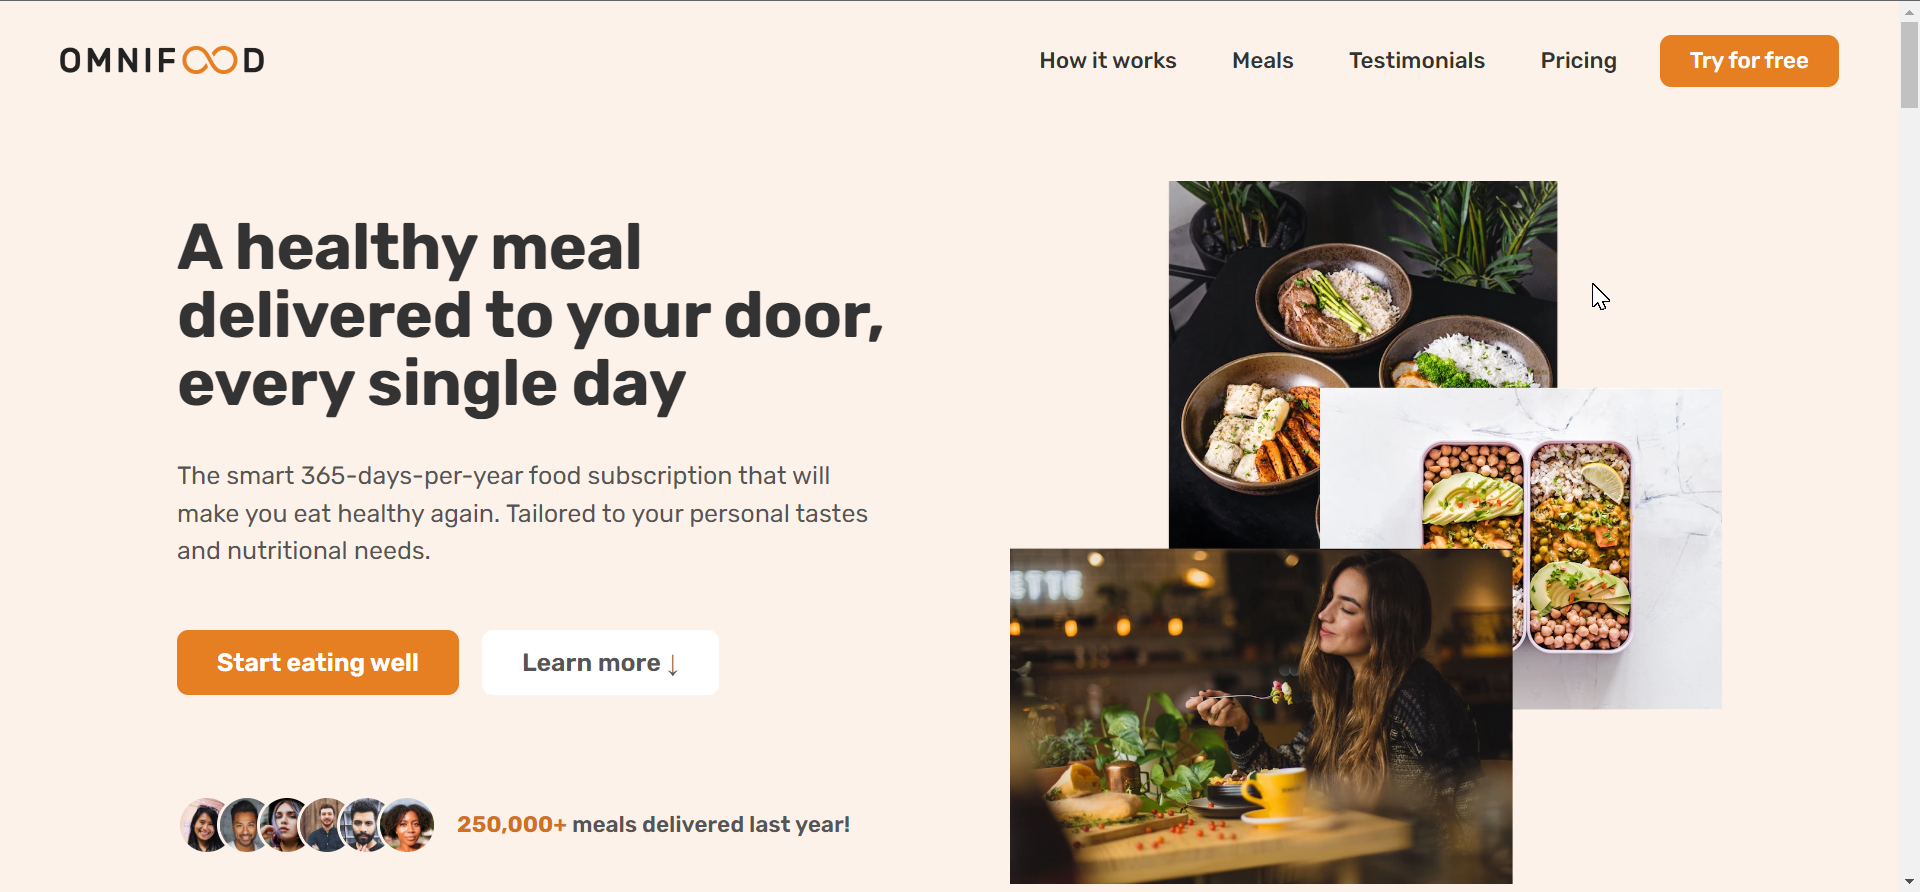 OMNIFOOD
How it works Meals Testimonials Pricing Try for free
A healthy meal
delivered to your door,
every single day
The smart 365-days-per-year food subscription that will
make you eat healthy again. Tailored to your personal tastes
and nutritional needs.
Start eating well Learn more ↓
250,000+ meals delivered last year!
ETTE